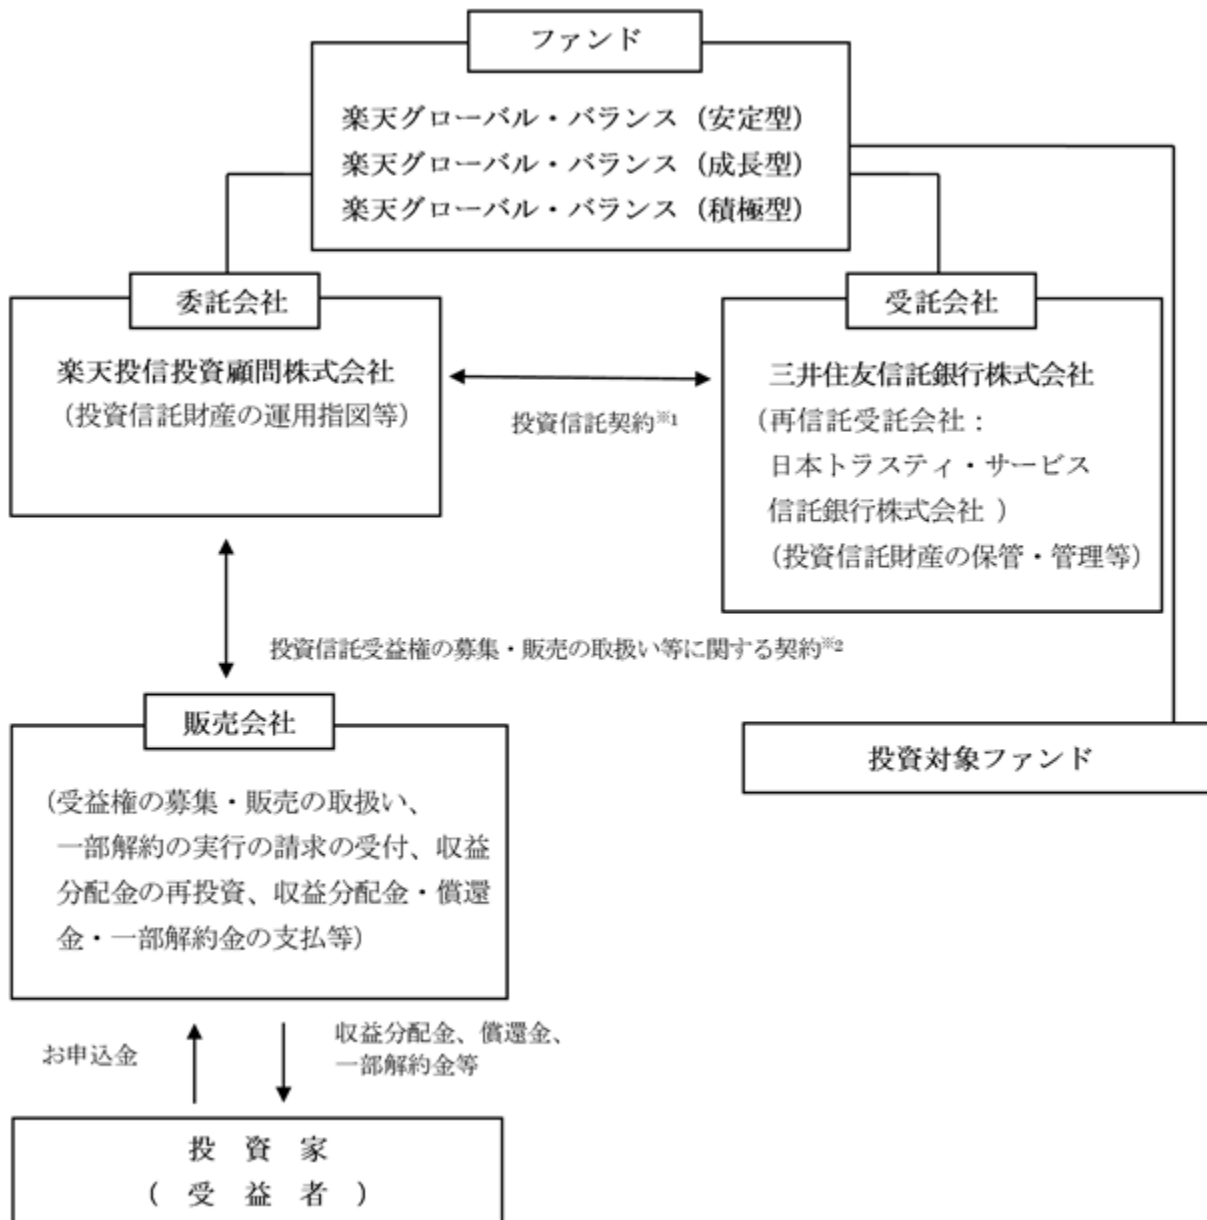 ファンド
楽天グローバル・バランス（安定型）
楽天グローバル・バランス（成長型）
楽天グローバル・バランス（積極型）
委託会社
楽天投信投資顧問株式会社
（投資信託財産の運用指図等）
投資信託契約※1
受託会社
三井住友信託銀行株式会社
（再信託受託会社：
日本トラスティ・サービス
信託銀行株式会社 ）
（投資信託財産の保管・管理等）
投資信託受益権の募集・販売の取扱い等に関する契約※2
販売会社
（受益権の募集・販売の取扱い、
一部解約の実行の請求の受付、収益
分配金の再投資、収益分配金・償還
金・一部解約金の支払等）
投資対象ファンド
お申込金
収益分配金、償還金、
一部解約金等
投 資 家
（ 受 益 者 ）